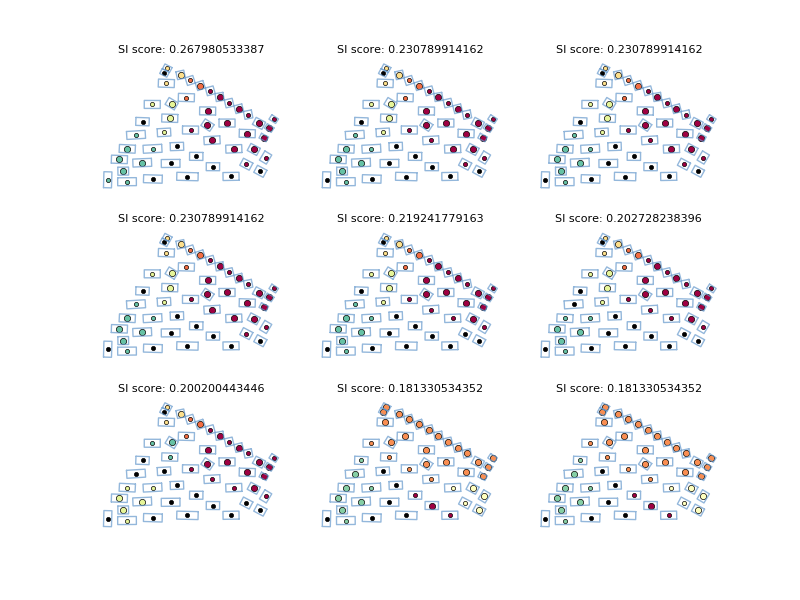 SI score: 0.267980533387
SI score: 0.230789914162
SI score: 0.230789914162
SI score: 0.230789914162
SI score: 0.219241779163
SI score: 0.202728238396
SI score: 0.200200443446
SI score: 0.181330534352
SI score: 0.181330534352